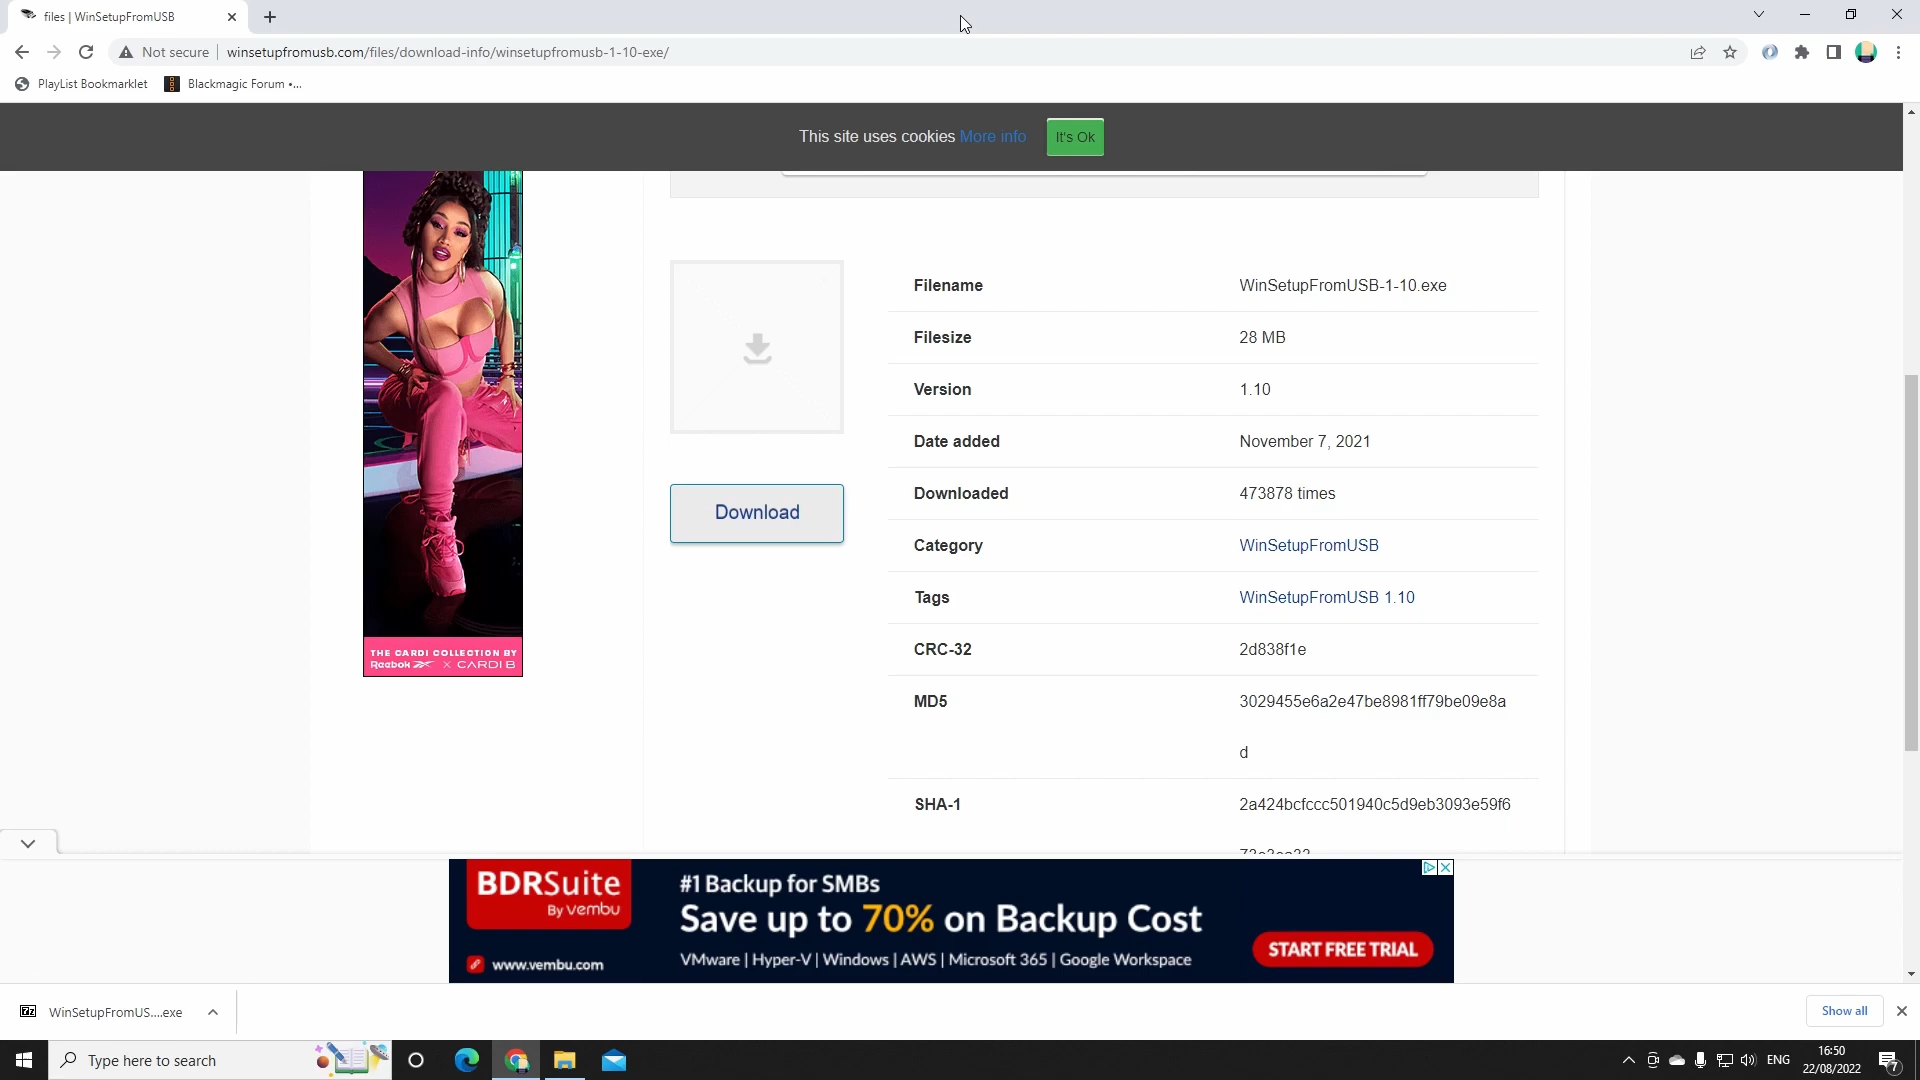 files | WinSetupFromUSB
Not secure
winsetupfromusb.com/files/download-info/winsetupfromusb-1-10-exe/
PlayList Bookmarklet
Blackmagic Forum •...
This site uses cookies More info It's Ok
Filename WinSetupFromUSB-1-10.exe
Filesize 28 MB
Version 1.10
Date added November 7, 2021
Downloaded 473878 times
Download
Category WinSetupFromUSB
Tags WinSetupFromUSB 1.10
CRC-32 2d838f1e
THE CARDI COLLECTION BY
Reebok X CARDI B
MD5 3029455e6a2e47be8981ff79be09e8a
d
SHA-1 2a424bcfccc501940c5d9eb3093e59f6
BDRSuite
By Vembu
www.vembu.com
#1 Backup for SMBs
Save up to 70% on Backup Cost
VMware | Hyper-V | Windows | AWS | Microsoft 365 | Google Workspace
START FREE TRIAL
WinSetupFromUS....exe
Show all
Type here to search
ENG
16:50
22/08/2022
7